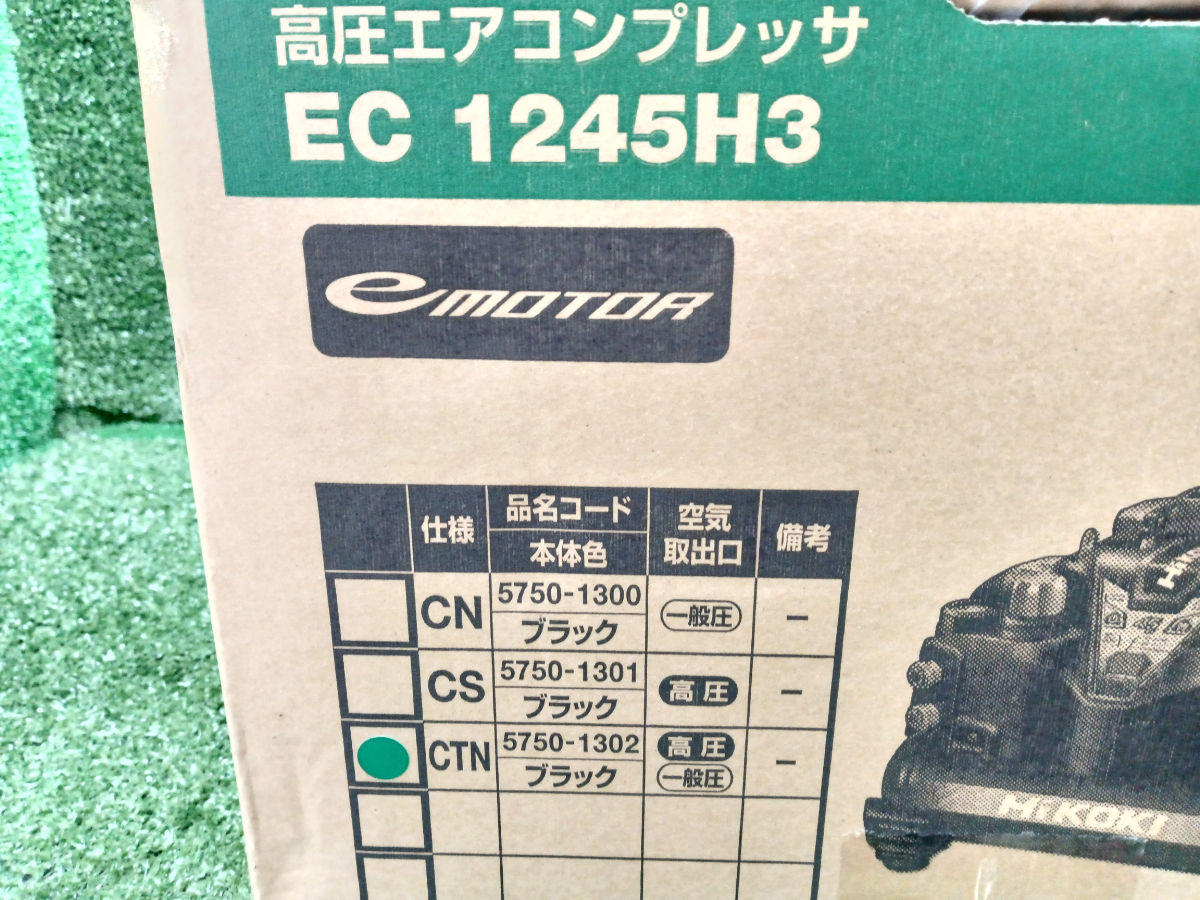 高圧エアコンプレッサ
EC 1245H3
e MOTOR
仕様 品名コード 本体色 空気取出口 備考
CN 5750-1300 ブラック 一般圧 −
CS 5750-1301 ブラック 高圧 −
CTN 5750-1302 ブラック 高圧 一般圧 −
HiKOKI